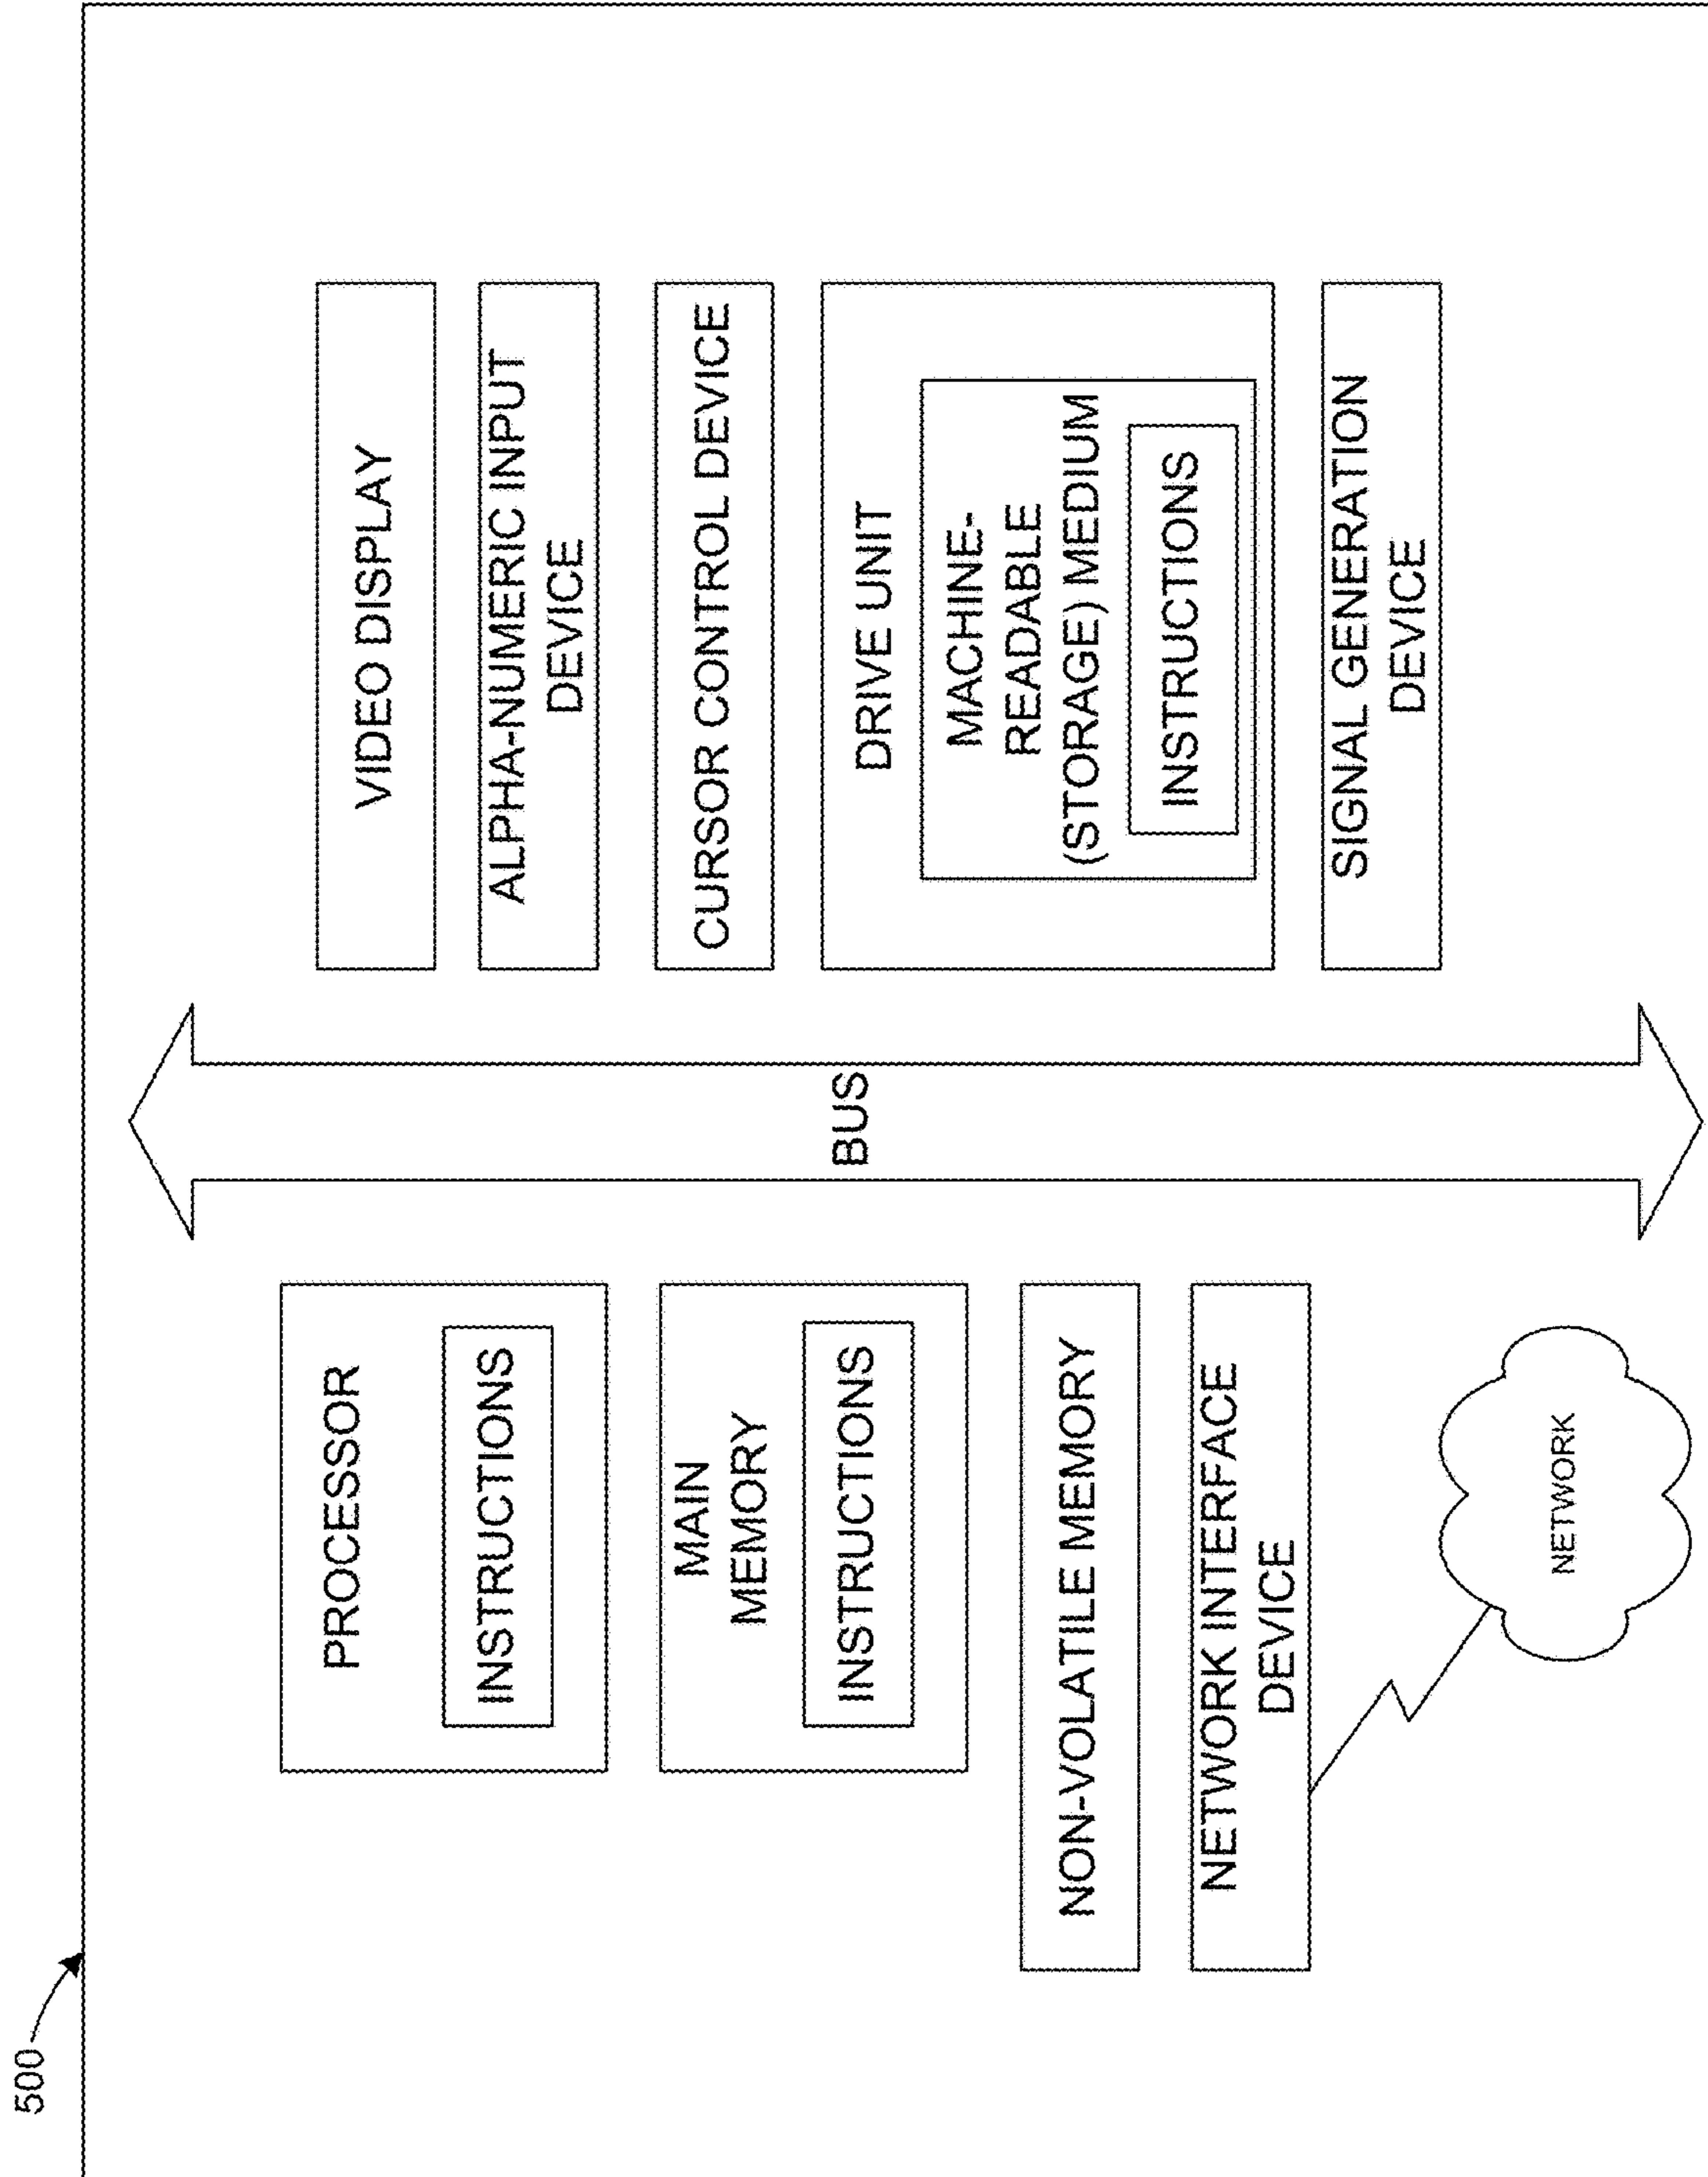 500
PROCESSOR
INSTRUCTIONS
MAIN
MEMORY
INSTRUCTIONS
NON-VOLATILE MEMORY
NETWORK INTERFACE
DEVICE
NETWORK
BUS
VIDEO DISPLAY
ALPHA-NUMERIC INPUT
DEVICE
CURSOR CONTROL DEVICE
DRIVE UNIT
MACHINE-
READABLE
(STORAGE) MEDIUM
INSTRUCTIONS
SIGNAL GENERATION
DEVICE